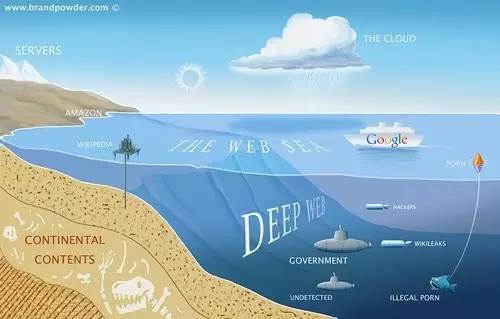 www.brandpowder.com ©
THE CLOUD
SERVERS
AMAZON
WIKIPEDIA
THE WEB SEA
Google
PORN
DEEP WEB
HACKERS
WIKILEAKS
CONTINENTAL
CONTENTS
GOVERNMENT
UNDETECTED
ILLEGAL PORN